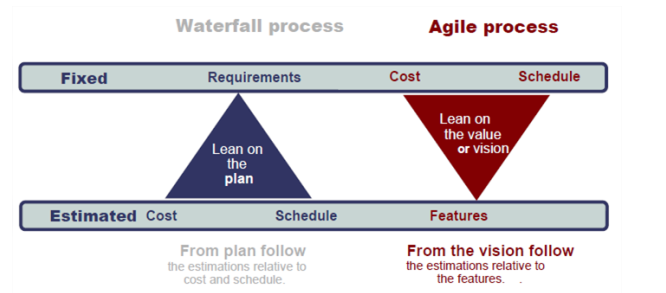 Waterfall process
Agile process
Fixed
Requirements
Cost
Schedule
Lean on
the
plan
Lean on
the value
or vision
Estimated
Cost
Schedule
Features
From plan follow
the estimations relative to
cost and schedule.
From the vision follow
the estimations relative to
the features. .